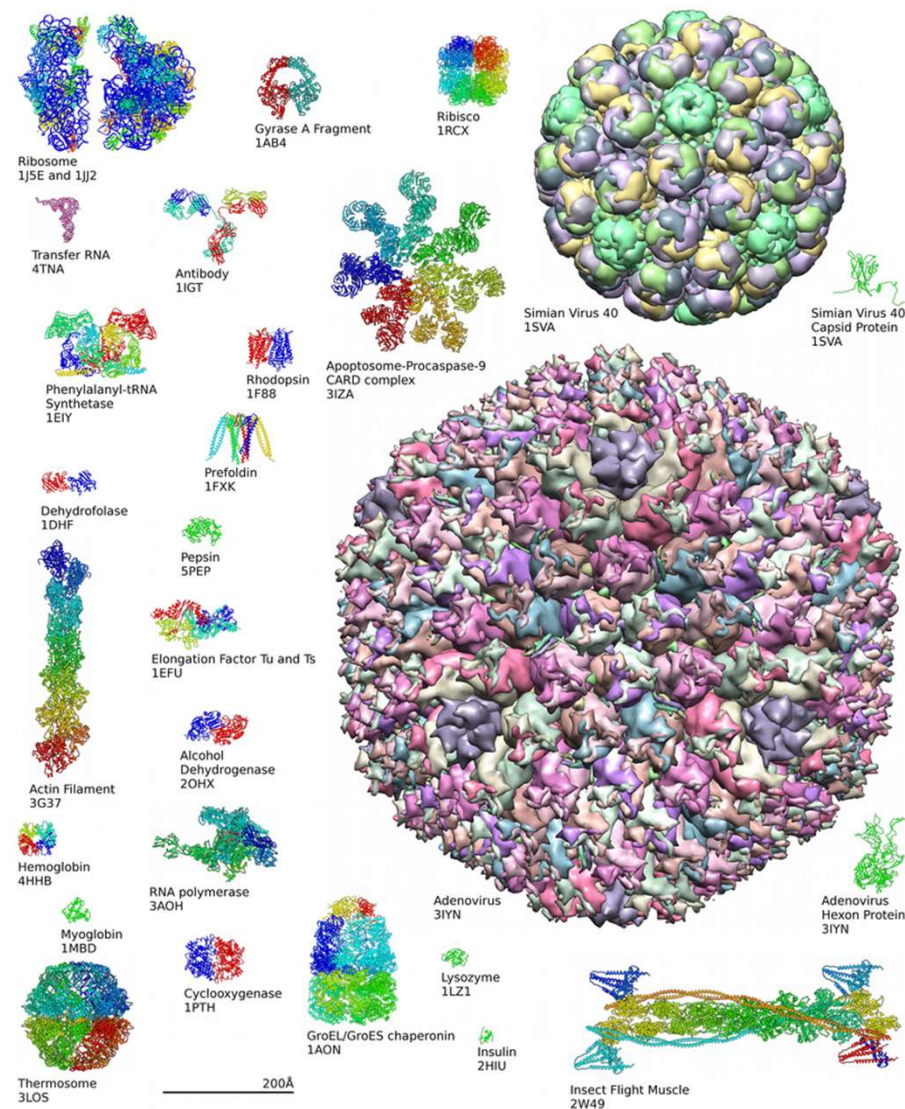 Ribosome
1J5E and 1JJ2
Gyrase A Fragment
1AB4
Ribisco
1RCX
Transfer RNA
4TNA
Antibody
1IGT
Simian Virus 40
1SVA
Simian Virus 40
Capsid Protein
1SVA
Phenylalanyl-tRNA
Synthetase
1EIY
Rhodopsin
1F88
Apoptosome-Procaspase-9
CARD complex
3IZA
Prefoldin
1FXK
Dehydrofolase
1DHF
Pepsin
5PEP
Elongation Factor Tu and Ts
1EFU
Alcohol
Dehydrogenase
2OHX
Actin Filament
3G37
Hemoglobin
4HHB
RNA polymerase
3AOH
Adenovirus
3IYN
Adenovirus
Hexon Protein
3IYN
Myoglobin
1MBD
Cyclooxygenase
1PTH
Lysozyme
1LZ1
GroEL/GroES chaperonin
1AON
Insulin
2HIU
Thermosome
3LOS
200Å
Insect Flight Muscle
2W49